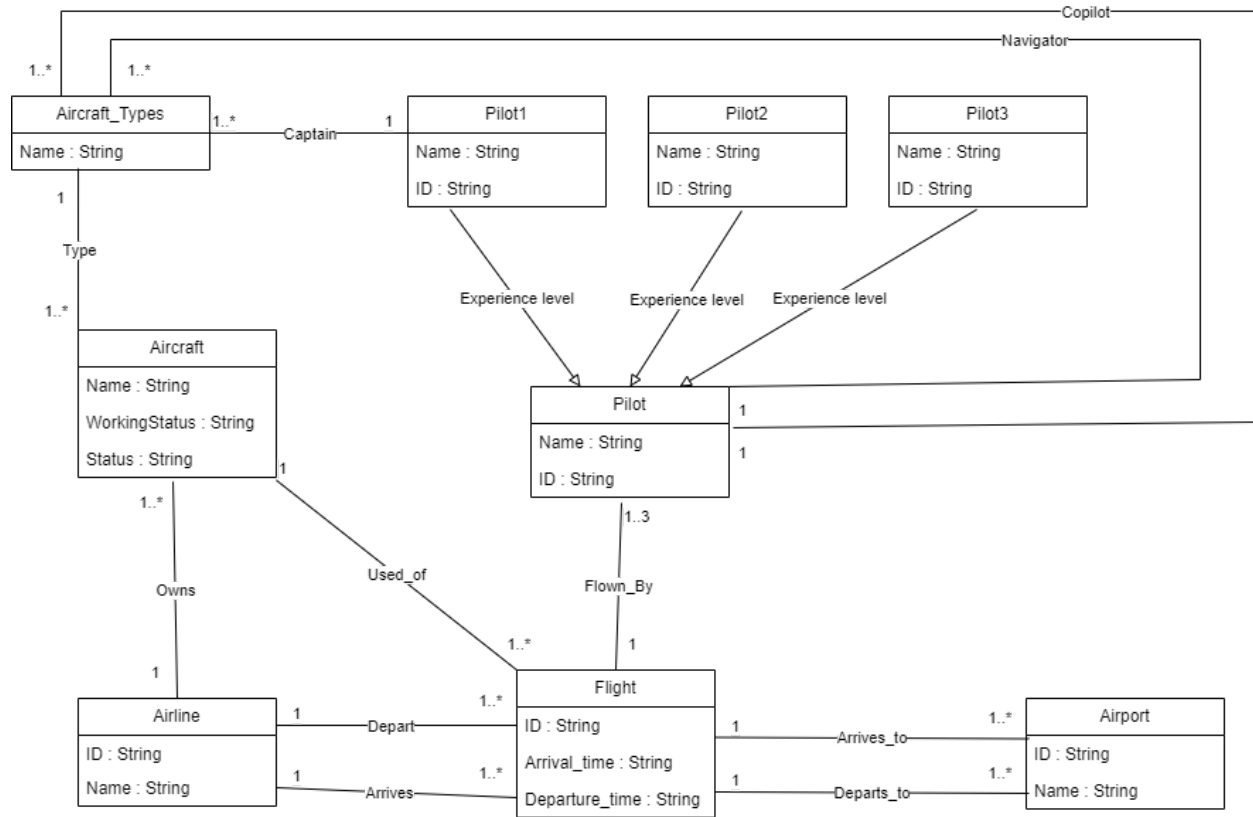 Copilot
Navigator
1..*
1..*
Aircraft_Types
Name : String
1..*
Captain
1
Pilot1
Name : String
ID : String
Pilot2
Name : String
ID : String
Pilot3
Name : String
ID : String
1
Type
1..*
Experience level
Experience level
Experience level
Aircraft
Name : String
WorkingStatus : String
Status : String
Pilot
Name : String
ID : String
1
1
1
1..*
1..3
Used_of
Owns
Flown_By
1..*
1
1
Airline
ID : String
Name : String
1
Depart
1..*
1
Arrives
1..*
Flight
ID : String
Arrival_time : String
Departure_time : String
1
Arrives_to
1..*
1
Departs_to
1..*
Airport
ID : String
Name : String